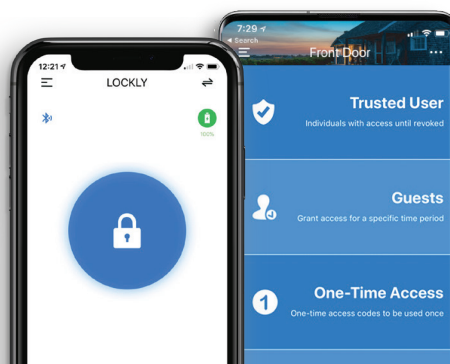 12:21
LOCKLY
100%
7:29
Search
Front Door
Trusted User
Individuals with access until revoked
Guests
Grant access for a specific time period
1
One-Time Access
One-time access codes to be used once